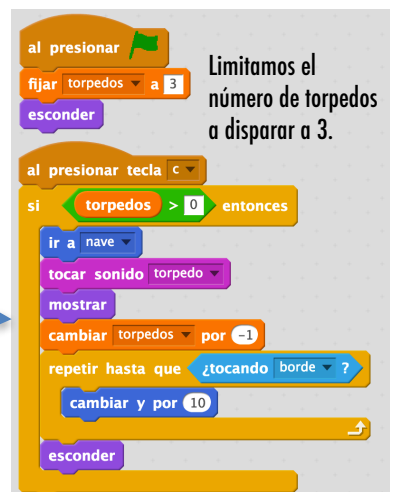 al presionar
fijar torpedos a 3
esconder
Limitamos el
número de torpedos
a disparar a 3.
al presionar tecla c
si torpedos > 0 entonces
ir a nave
tocar sonido torpedo
mostrar
cambiar torpedos por -1
repetir hasta que ¿tocando borde ?
cambiar y por 10
esconder